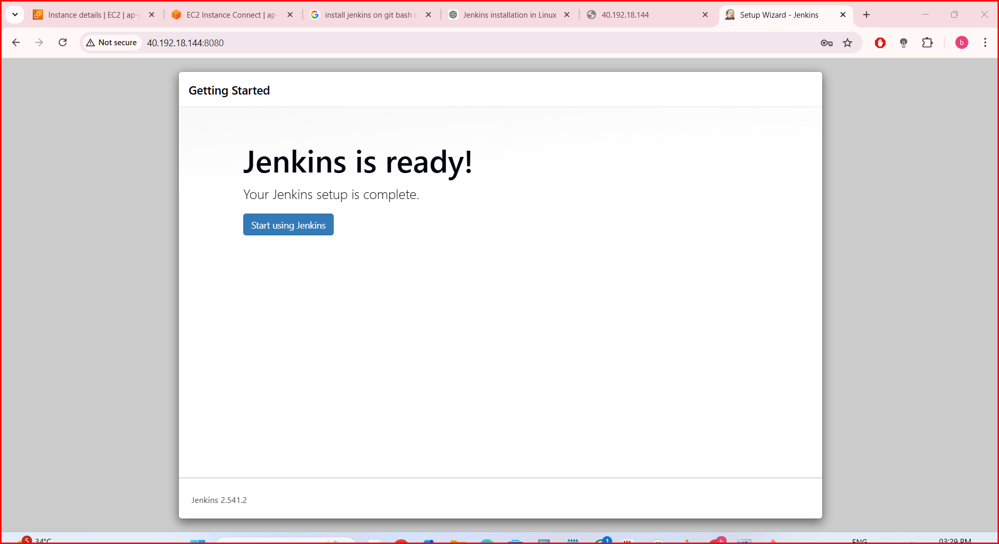 Instance details | EC2 | ap-s
EC2 Instance Connect | ap-
install jenkins on git bash c
Jenkins installation in Linux
40.192.18.144
Setup Wizard - Jenkins
Not secure
40.192.18.144:8080
b
Getting Started
Jenkins is ready!
Your Jenkins setup is complete.
Start using Jenkins
Jenkins 2.541.2
5
34°C
1
b
ENG
03:29 PM